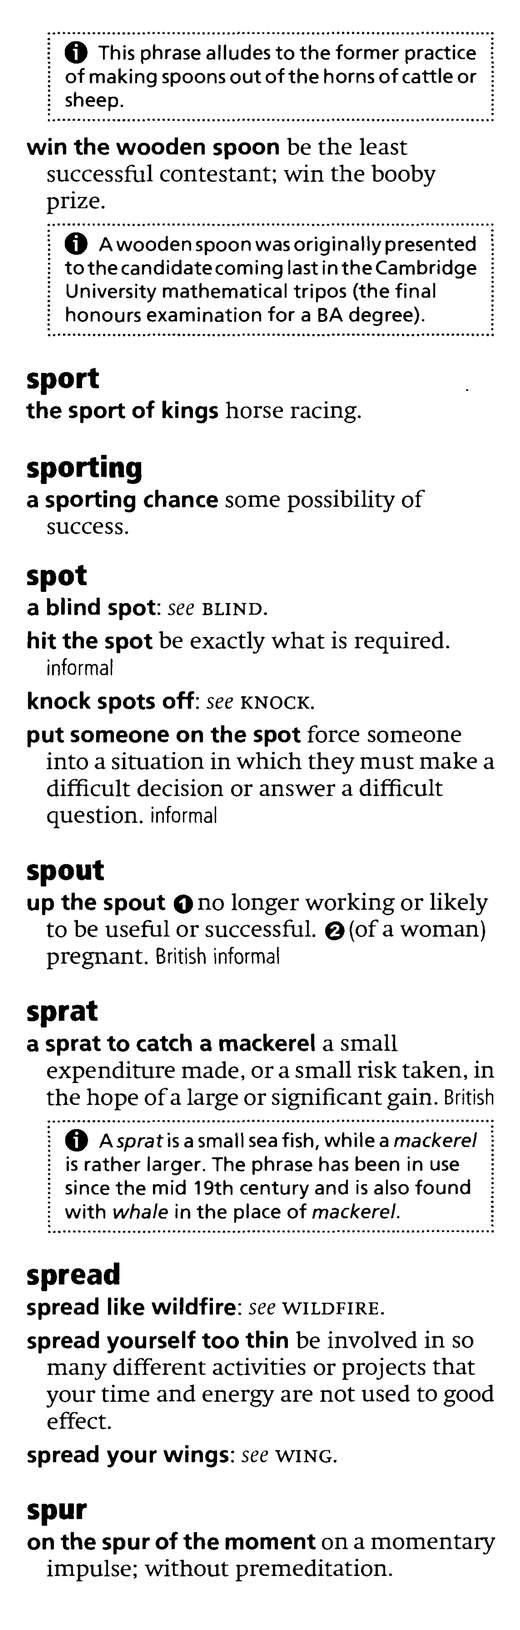 ⓘ This phrase alludes to the former practice
of making spoons out of the horns of cattle or
sheep.
win the wooden spoon be the least
successful contestant; win the booby
prize.
ⓘ A wooden spoon was originally presented
to the candidate coming last in the Cambridge
University mathematical tripos (the final
honours examination for a BA degree).
sport
the sport of kings horse racing.
sporting
a sporting chance some possibility of
success.
spot
a blind spot: see BLIND.
hit the spot be exactly what is required.
informal
knock spots off: see KNOCK.
put someone on the spot force someone
into a situation in which they must make a
difficult decision or answer a difficult
question. informal
spout
up the spout ❶ no longer working or likely
to be useful or successful. ❷ (of a woman)
pregnant. British informal
sprat
a sprat to catch a mackerel a small
expenditure made, or a small risk taken, in
the hope of a large or significant gain. British
ⓘ A sprat is a small sea fish, while a mackerel
is rather larger. The phrase has been in use
since the mid 19th century and is also found
with whale in the place of mackerel.
spread
spread like wildfire: see WILDFIRE.
spread yourself too thin be involved in so
many different activities or projects that
your time and energy are not used to good
effect.
spread your wings: see WING.
spur
on the spur of the moment on a momentary
impulse; without premeditation.